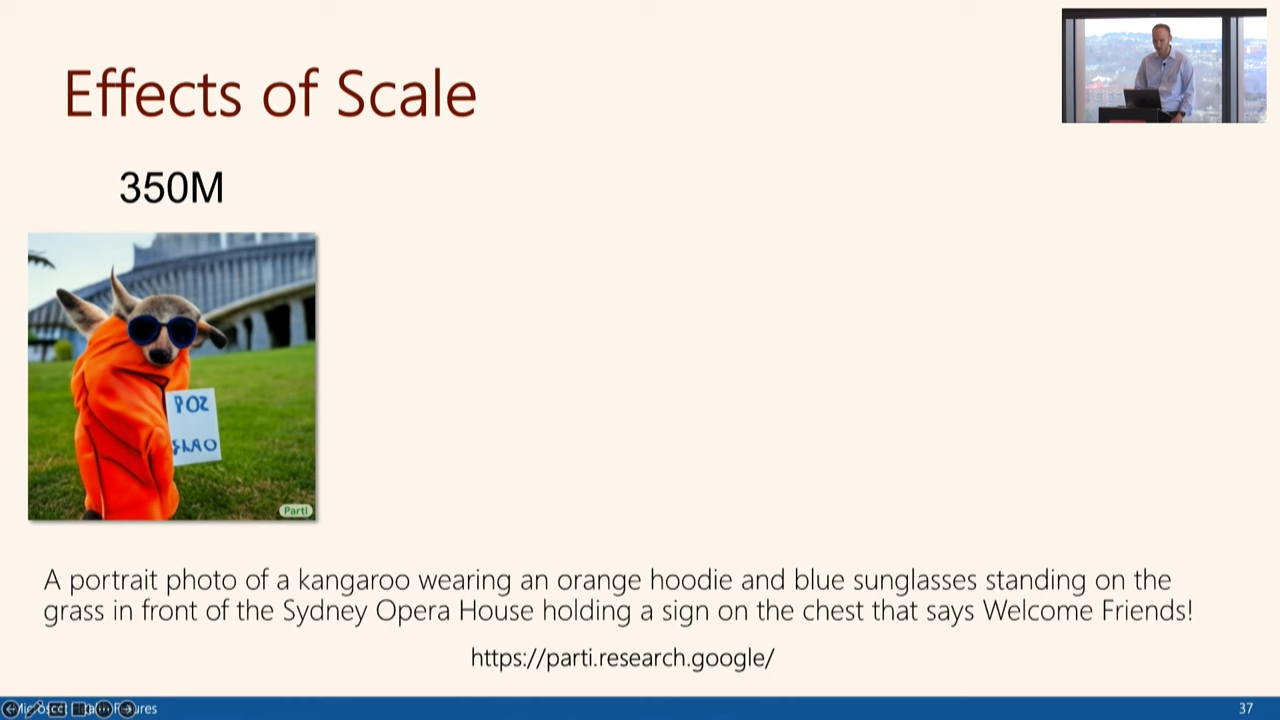 Effects of Scale
350M
POZ
Parti
A portrait photo of a kangaroo wearing an orange hoodie and blue sunglasses standing on the
grass in front of the Sydney Opera House holding a sign on the chest that says Welcome Friends!
https://parti.research.google/
37